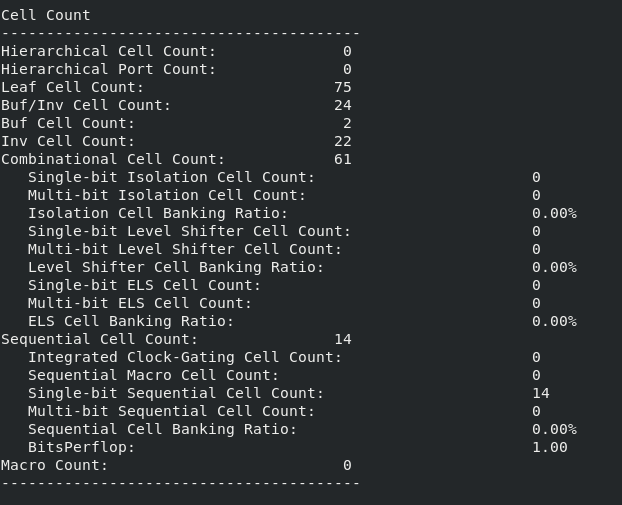 Cell Count
----------------------------------------
Hierarchical Cell Count:              0
Hierarchical Port Count:              0
Leaf Cell Count:                     75
Buf/Inv Cell Count:                  24
Buf Cell Count:                       2
Inv Cell Count:                      22
Combinational Cell Count:            61
   Single-bit Isolation Cell Count:                        0
   Multi-bit Isolation Cell Count:                         0
   Isolation Cell Banking Ratio:                           0.00%
   Single-bit Level Shifter Cell Count:                    0
   Multi-bit Level Shifter Cell Count:                     0
   Level Shifter Cell Banking Ratio:                       0.00%
   Single-bit ELS Cell Count:                              0
   Multi-bit ELS Cell Count:                               0
   ELS Cell Banking Ratio:                                 0.00%
Sequential Cell Count:               14
   Integrated Clock-Gating Cell Count:                     0
   Sequential Macro Cell Count:                            0
   Single-bit Sequential Cell Count:                       14
   Multi-bit Sequential Cell Count:                        0
   Sequential Cell Banking Ratio:                          0.00%
   BitsPerflop:                                            1.00
Macro Count:                          0
----------------------------------------